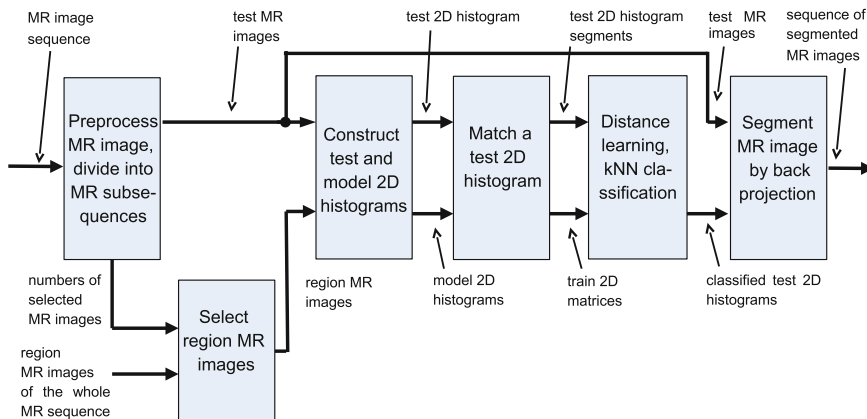 MR image
sequence
test MR
images
test 2D histogram
test 2D histogram
segments
test MR
images
sequence of
segmented
MR images
Preprocess
MR image,
divide into
MR subse-
quences
Construct
test and
model 2D
histograms
Match a
test 2D
histogram
Distance
learning,
kNN cla-
ssification
Segment
MR image
by back
projection
numbers of
selected
MR images
Select
region MR
images
region MR
images
model 2D
histograms
train 2D
matrices
classified test 2D
histograms
region
MR images
of the whole
MR sequence